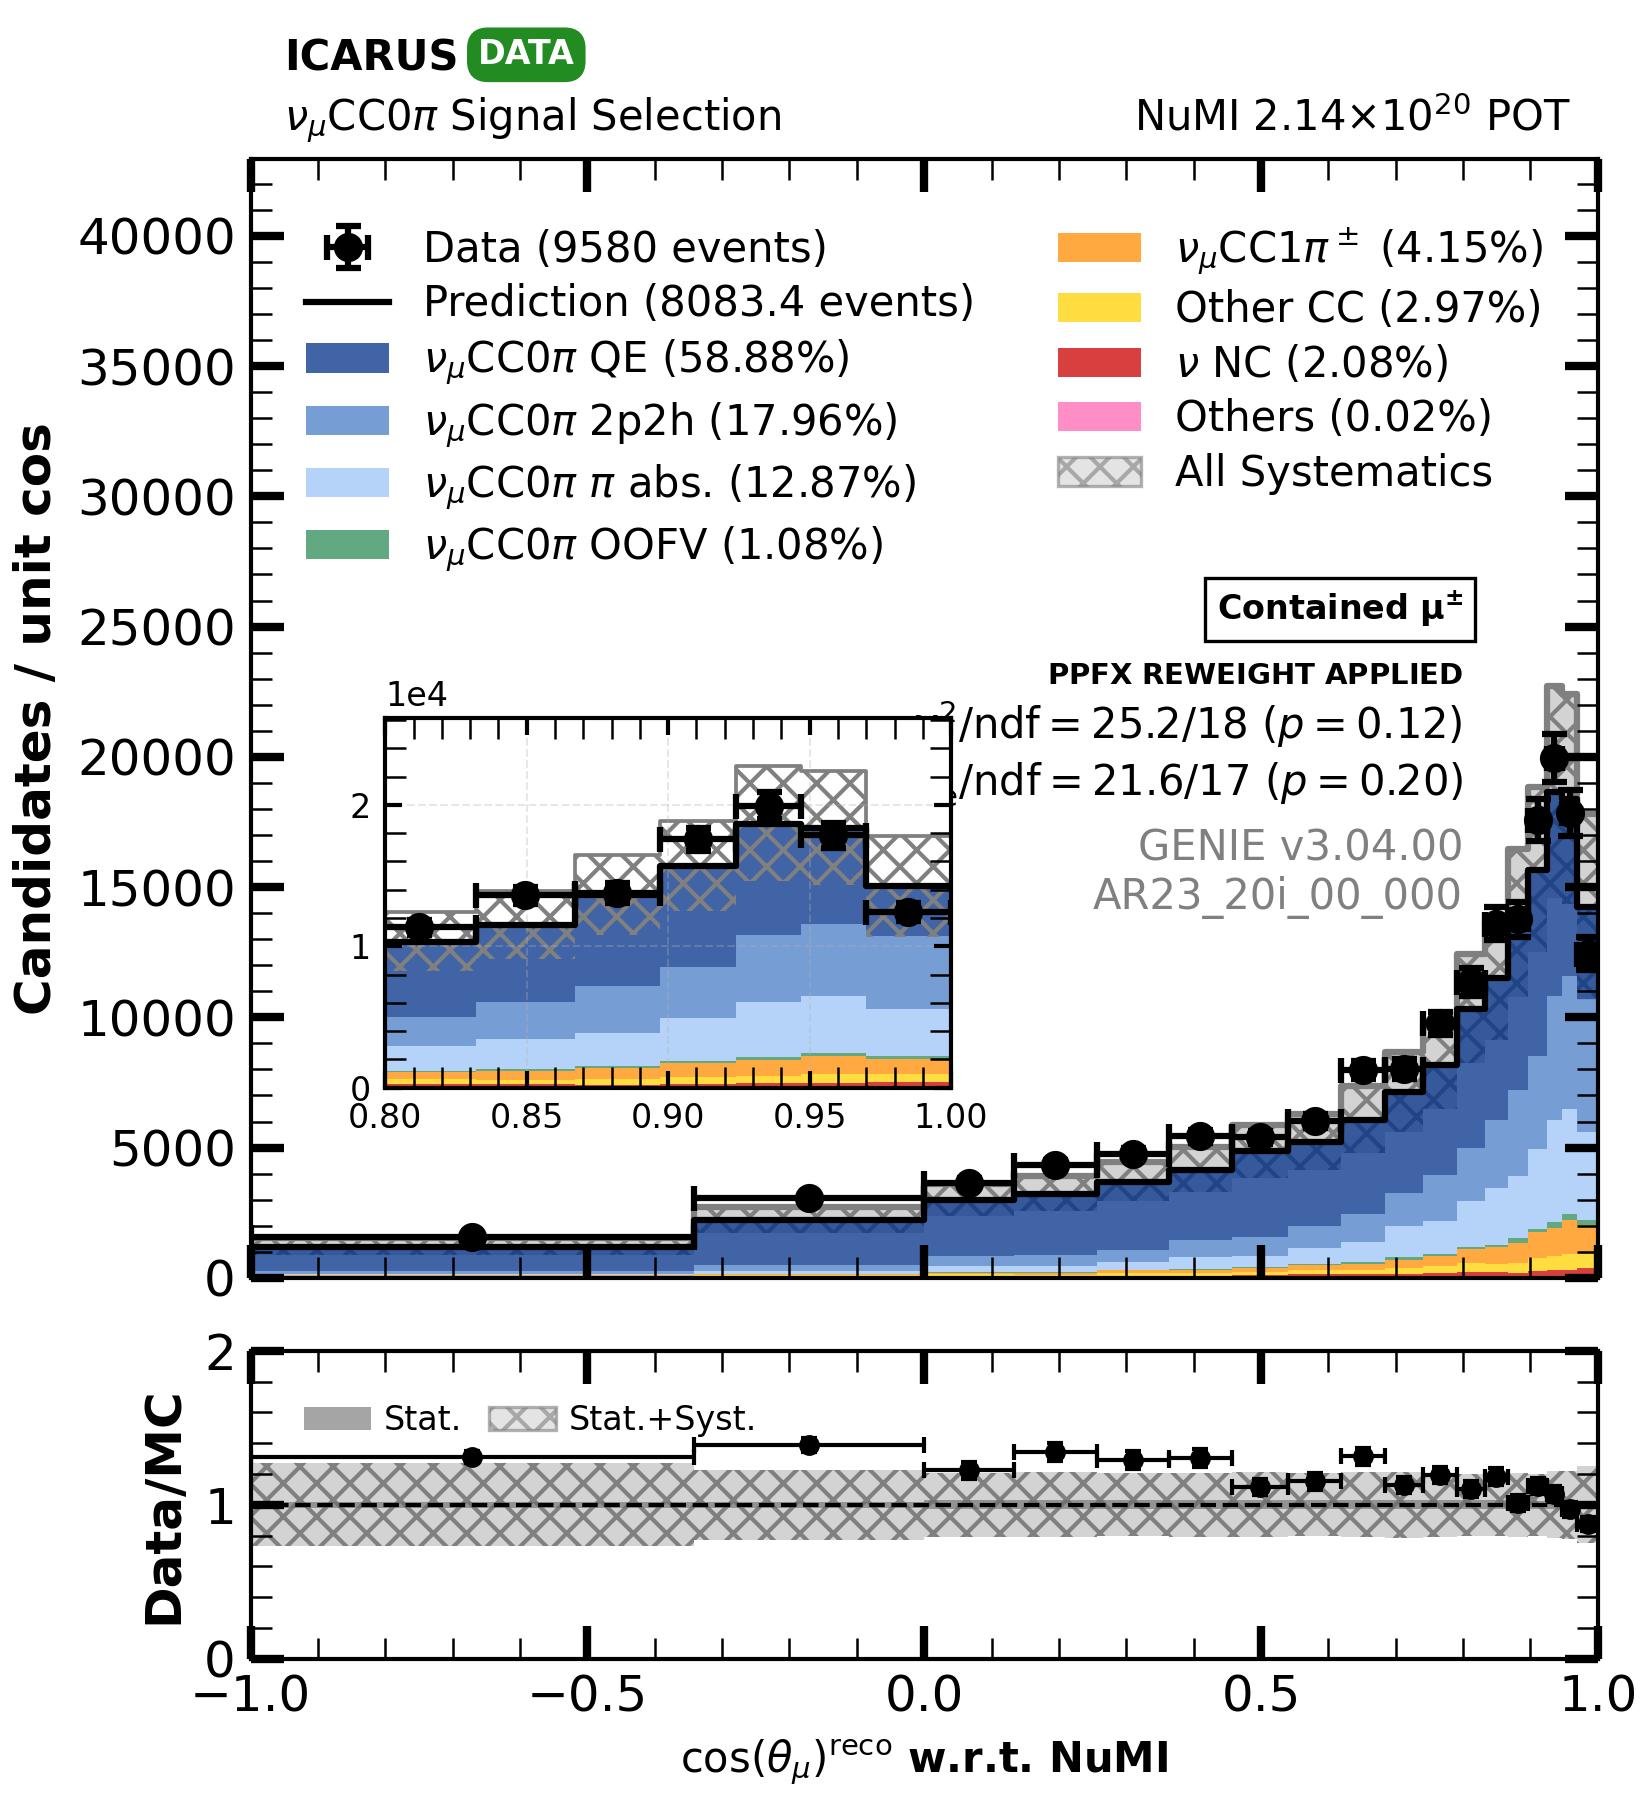 ICARUS DATA
νμCC0π Signal Selection
NuMI 2.14×10²⁰ POT
Candidates / unit cos
40000
35000
30000
25000
20000
15000
10000
5000
0
Data (9580 events)
Prediction (8083.4 events)
νμCC0π QE (58.88%)
νμCC0π 2p2h (17.96%)
νμCC0π π abs. (12.87%)
νμCC0π OOFV (1.08%)
νμCC1π± (4.15%)
Other CC (2.97%)
ν NC (2.08%)
Others (0.02%)
All Systematics
Contained μ±
PPFX REWEIGHT APPLIED
²/ndf = 25.2/18 (p = 0.12)
/ndf = 21.6/17 (p = 0.20)
GENIE v3.04.00
AR23_20i_00_000
1e4
2
1
0
0.80 0.85 0.90 0.95 1.00
Data/MC
2
1
0
Stat. Stat.+Syst.
−1.0 −0.5 0.0 0.5 1.0
cos(θμ)ʳᵉᶜᵒ w.r.t. NuMI